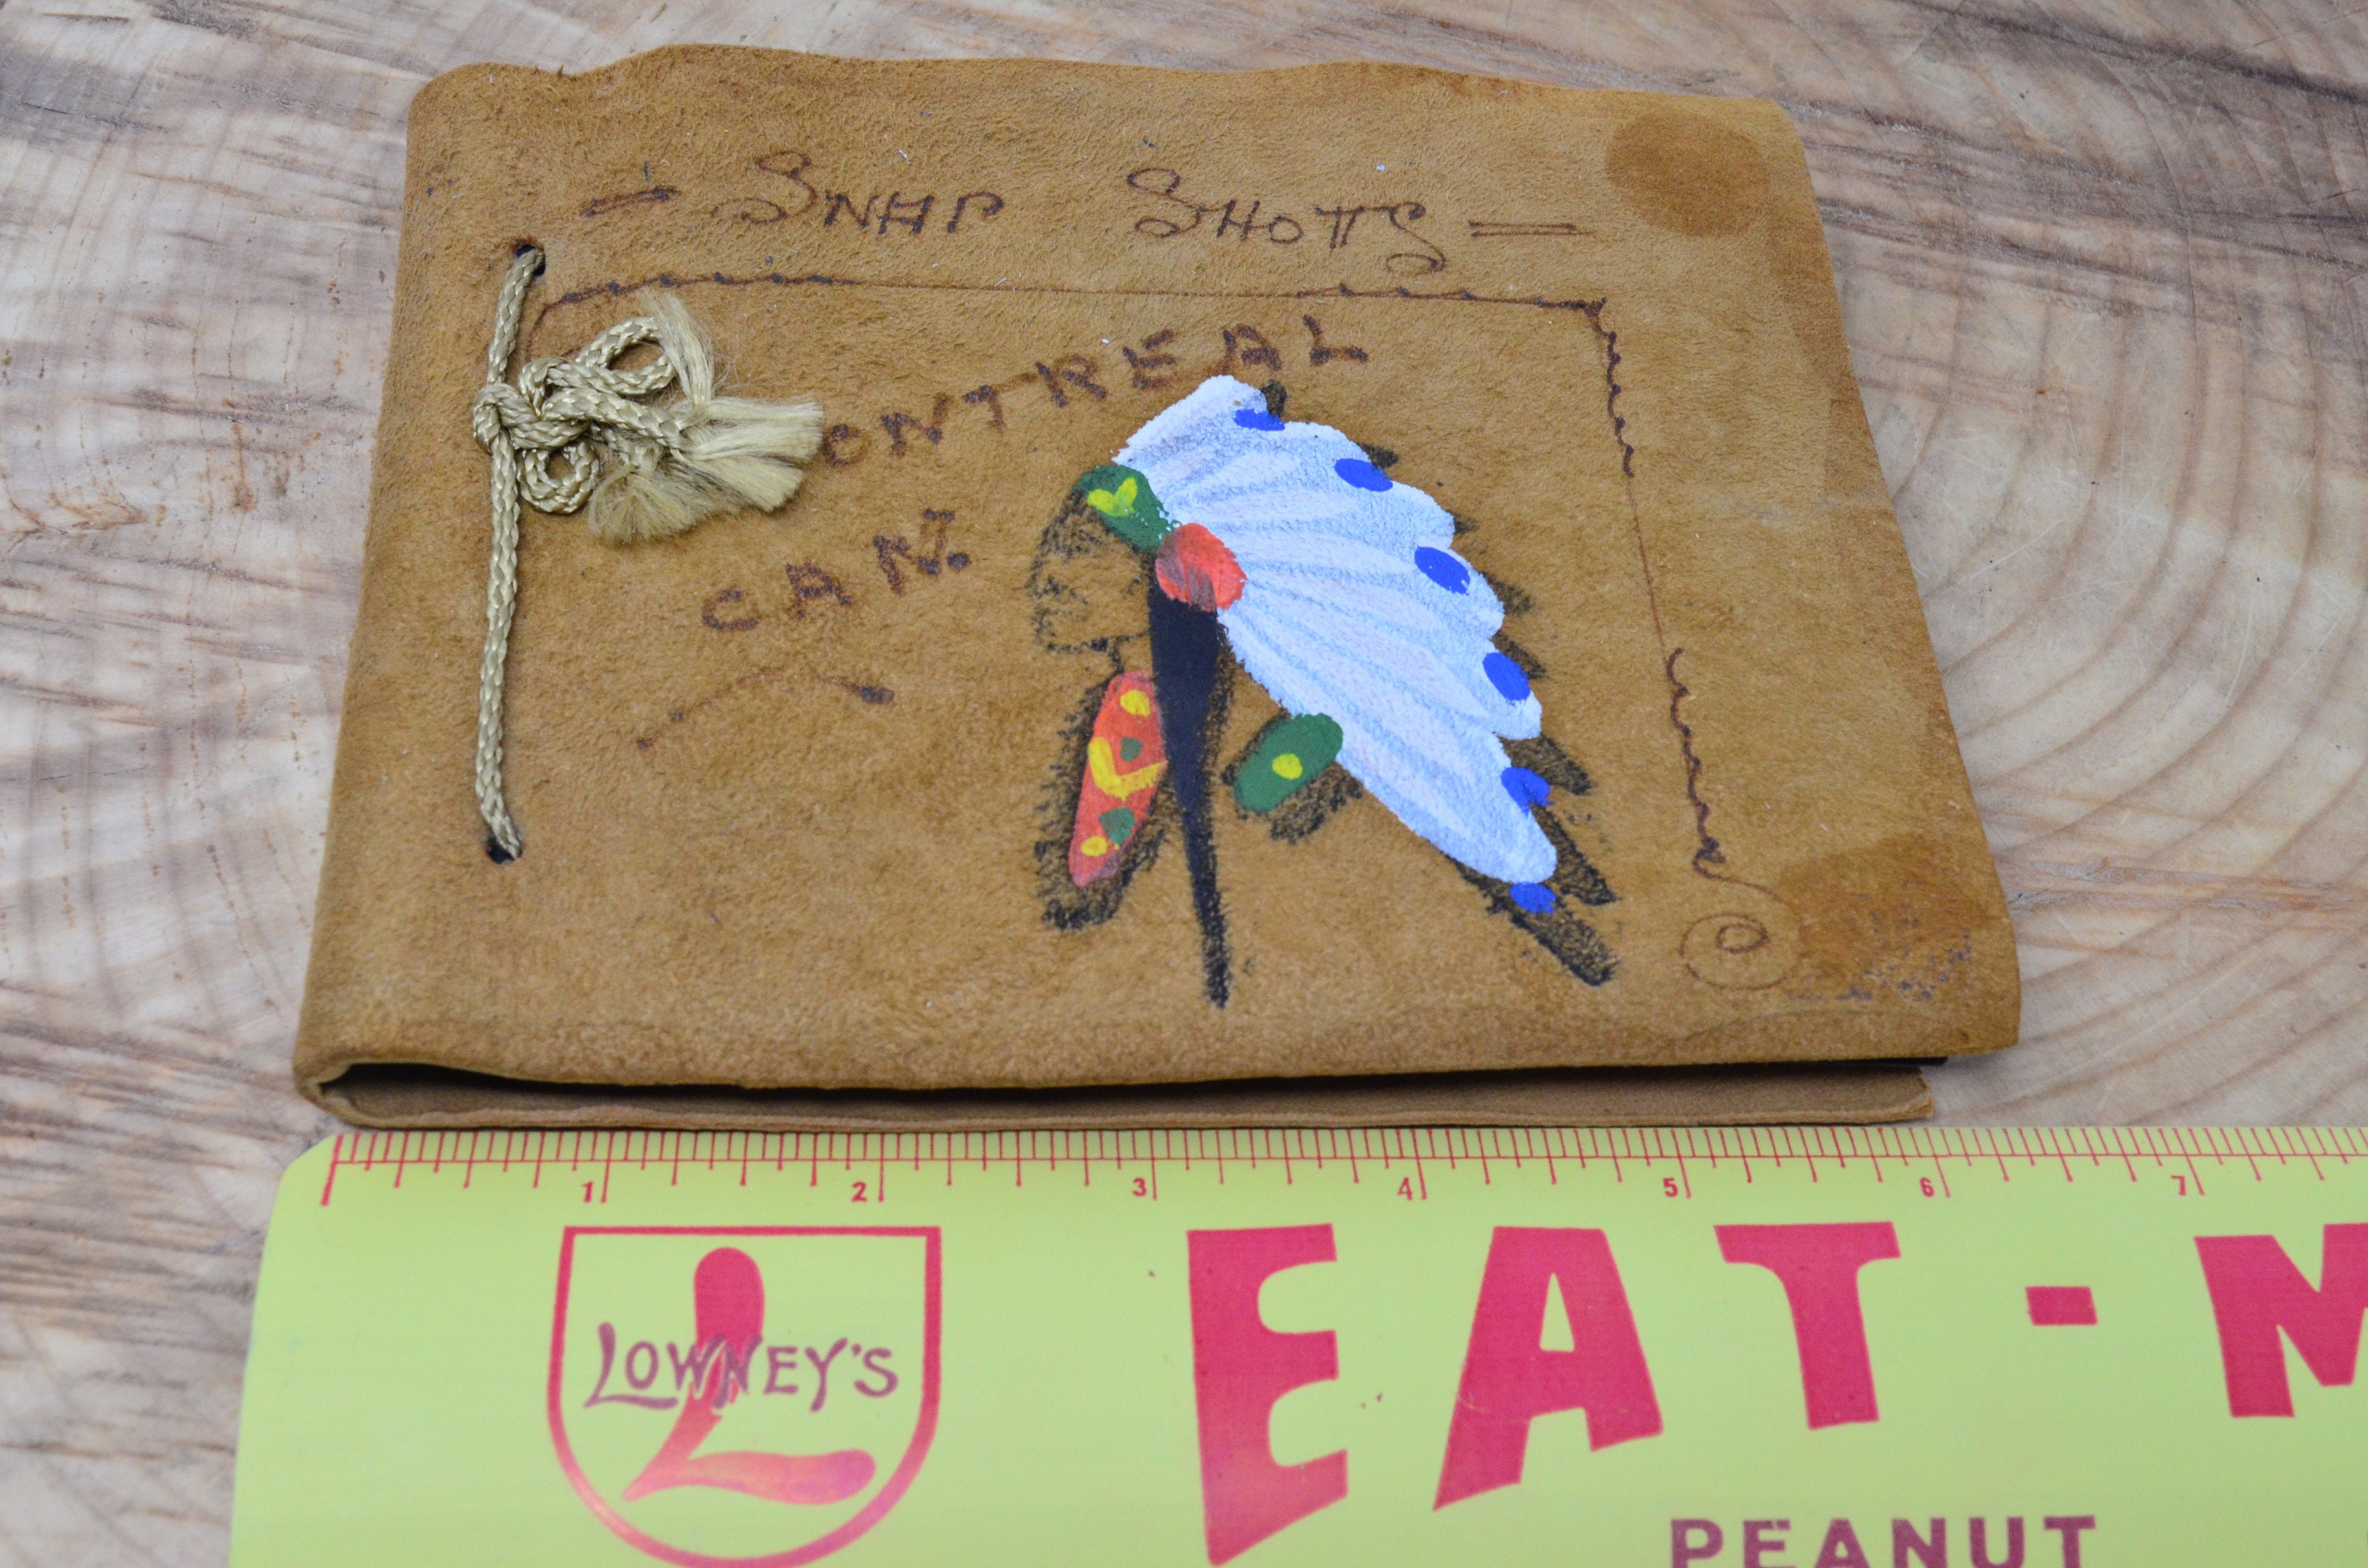 - SNAP SHOTS -
ONTREAL
CAN.
1 2 3 4 5 6 7
LOWNEY'S
L
EAT-M
PEANUT